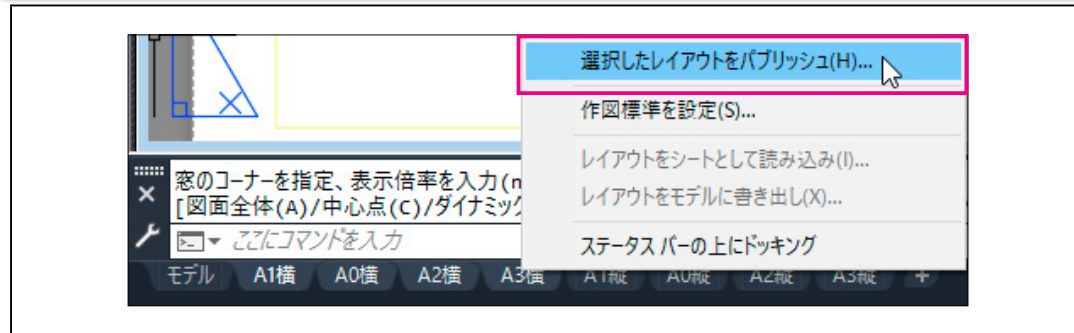 選択したレイアウトをパブリッシュ(H)...
作図標準を設定(S)...
レイアウトをシートとして読み込み(I)...
レイアウトをモデルに書き出し(X)...
ステータス バーの上にドッキング
窓のコーナーを指定、表示倍率を入力(n
[図面全体(A)/中心点(C)/ダイナミック
ここにコマンドを入力
モデル A1横 A0横 A2横 A3横 A1縦 A0縦 A2縦 A3縦 +